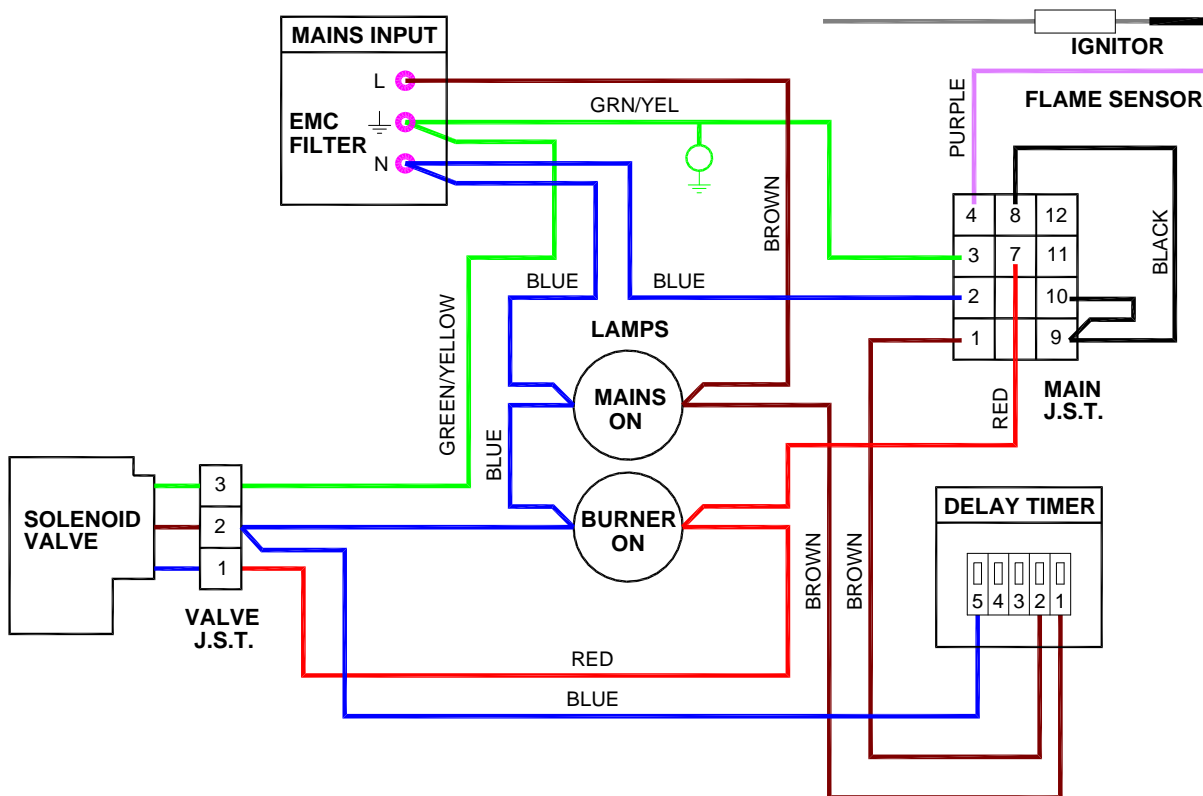 MAINS INPUT
L
EMC
FILTER
N
GRN/YEL
IGNITOR
FLAME SENSOR
PURPLE
BROWN
4 8 12
3 7 11
2 10
1 9
BLACK
MAIN
J.S.T.
BLUE
BLUE
GREEN/YELLOW
LAMPS
MAINS
ON
RED
BLUE
BURNER
ON
SOLENOID
VALVE
3
2
1
VALVE
J.S.T.
BROWN
BROWN
DELAY TIMER
5 4 3 2 1
RED
BLUE